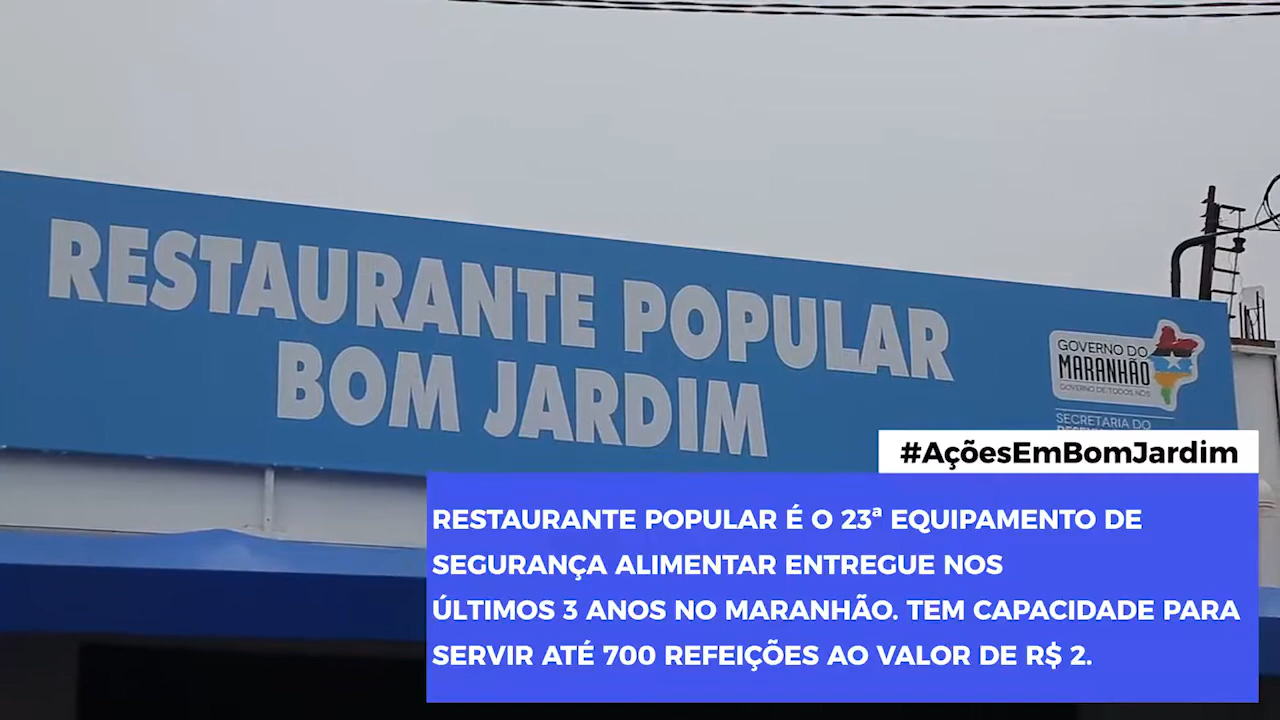 RESTAURANTE POPULAR
BOM JARDIM
GOVERNO DO
MARANHÃO
GOVERNO DE TODOS NÓS
SECRETARIA DO
#AçõesEmBomJardim
RESTAURANTE POPULAR É O 23ª EQUIPAMENTO DE
SEGURANÇA ALIMENTAR ENTREGUE NOS
ÚLTIMOS 3 ANOS NO MARANHÃO. TEM CAPACIDADE PARA
SERVIR ATÉ 700 REFEIÇÕES AO VALOR DE R$ 2.